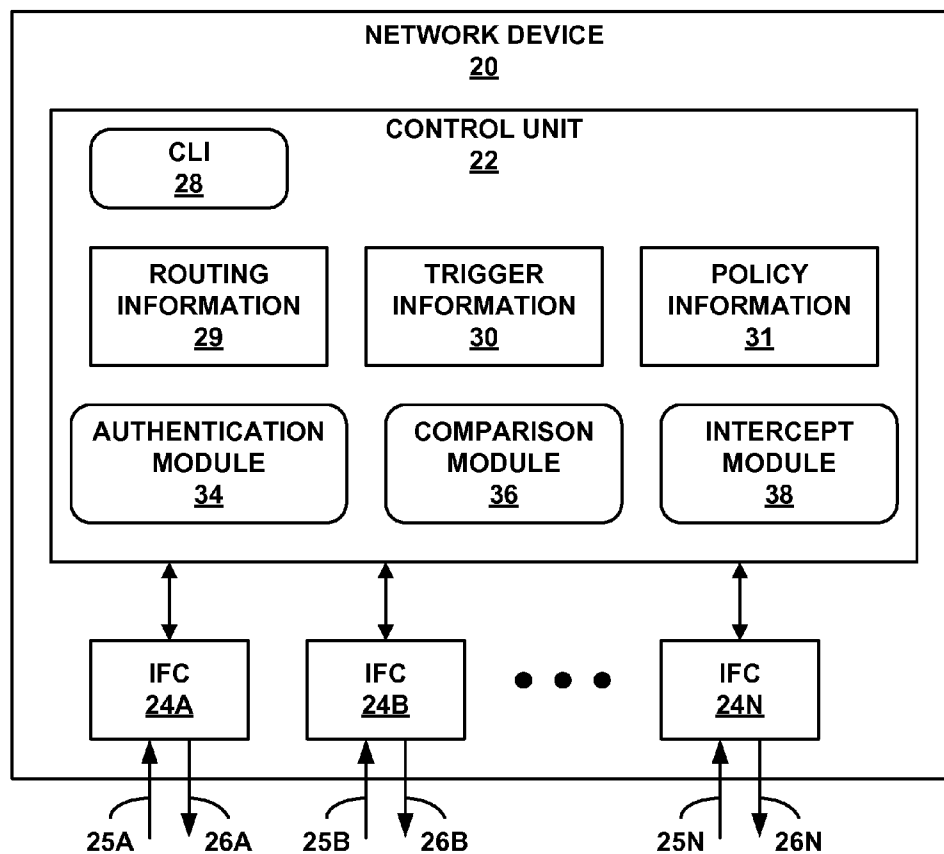 NETWORK DEVICE
20
CONTROL UNIT
22
CLI
28
ROUTING
INFORMATION
29
TRIGGER
INFORMATION
30
POLICY
INFORMATION
31
AUTHENTICATION
MODULE
34
COMPARISON
MODULE
36
INTERCEPT
MODULE
38
IFC
24A
IFC
24B
IFC
24N
25A
26A
25B
26B
25N
26N